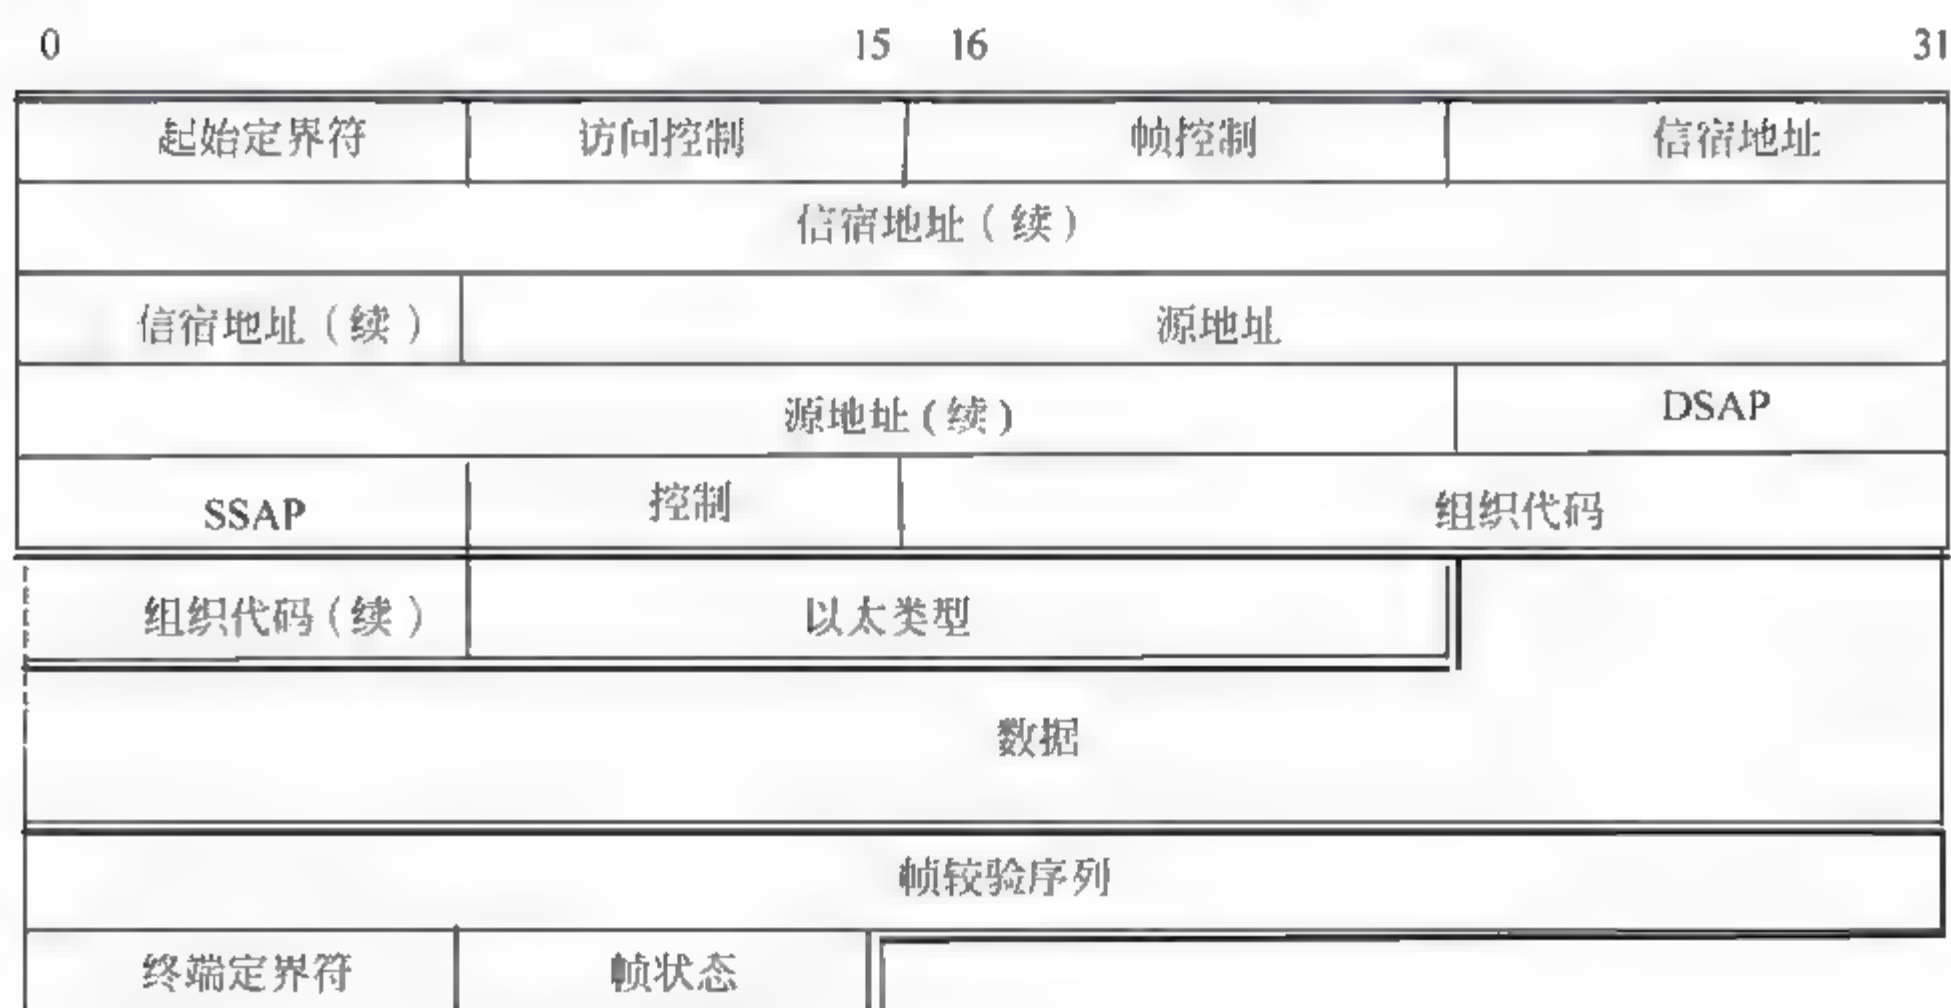 0 15 16 31
起始定界符 访问控制 帧控制 信宿地址
信宿地址(续)
信宿地址(续) 源地址
源地址(续) DSAP
SSAP 控制 组织代码
组织代码(续) 以太类型
数据
帧较验序列
终端定界符 帧状态